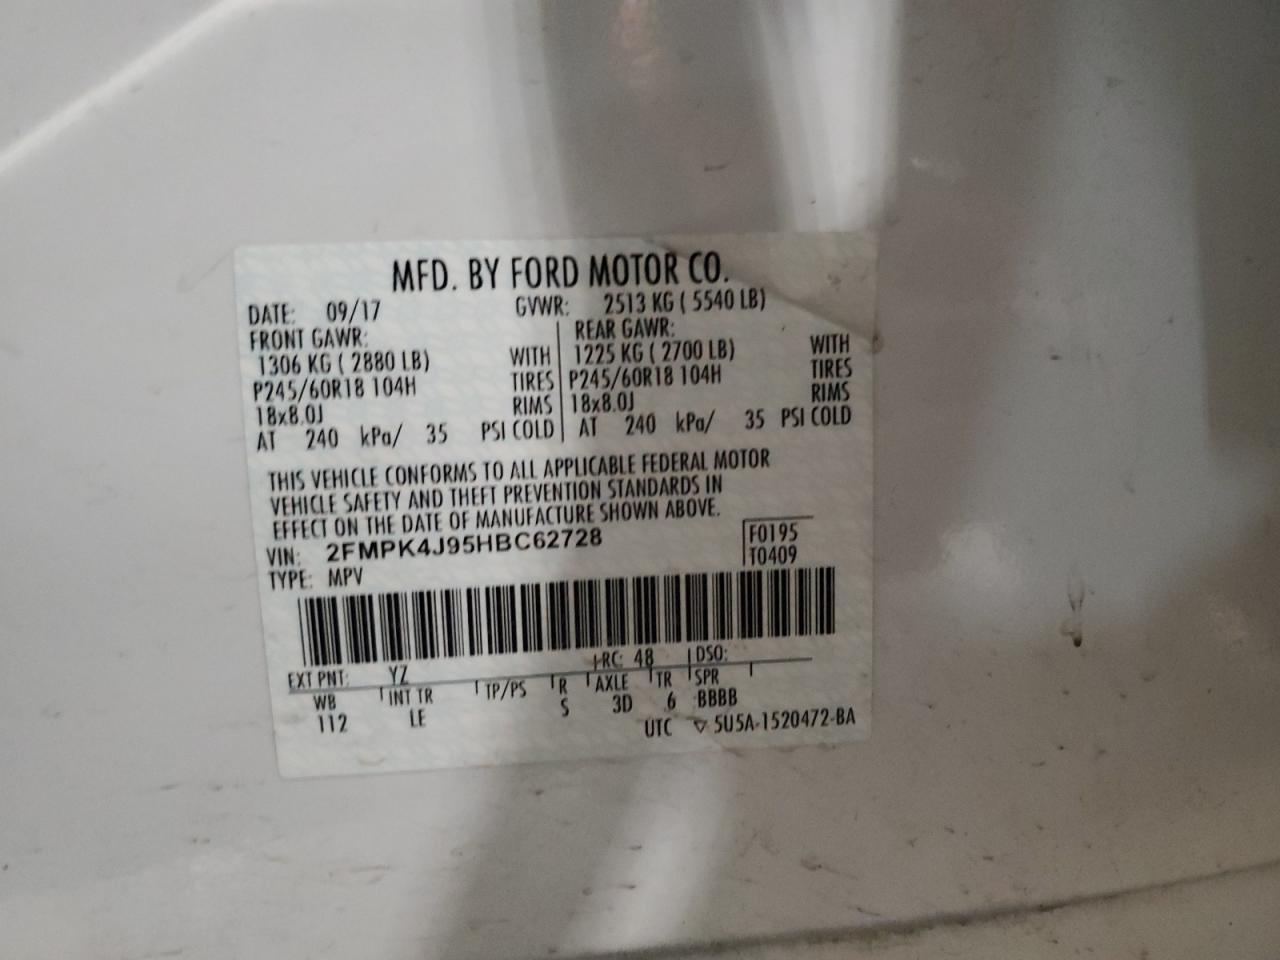 MFD. BY FORD MOTOR CO.
DATE: 09/17 GVWR: 2513 KG ( 5540 LB)
FRONT GAWR: REAR GAWR:
1306 KG ( 2880 LB) WITH 1225 KG ( 2700 LB) WITH
P245/60R18 104H TIRES P245/60R18 104H TIRES
18x8.0J RIMS 18x8.0J RIMS
AT 240 kPa/ 35 PSI COLD AT 240 kPa/ 35 PSI COLD
THIS VEHICLE CONFORMS TO ALL APPLICABLE FEDERAL MOTOR
VEHICLE SAFETY AND THEFT PREVENTION STANDARDS IN
EFFECT ON THE DATE OF MANUFACTURE SHOWN ABOVE.
VIN: 2FMPK4J95HBC62728 F0195
TYPE: MPV T0409
EXT PNT: YZ RC: 48 DSO:
WB INT TR TP/PS R AXLE TR SPR
112 LE S 3D 6 BBBB
UTC ▽ 5U5A-1520472-BA